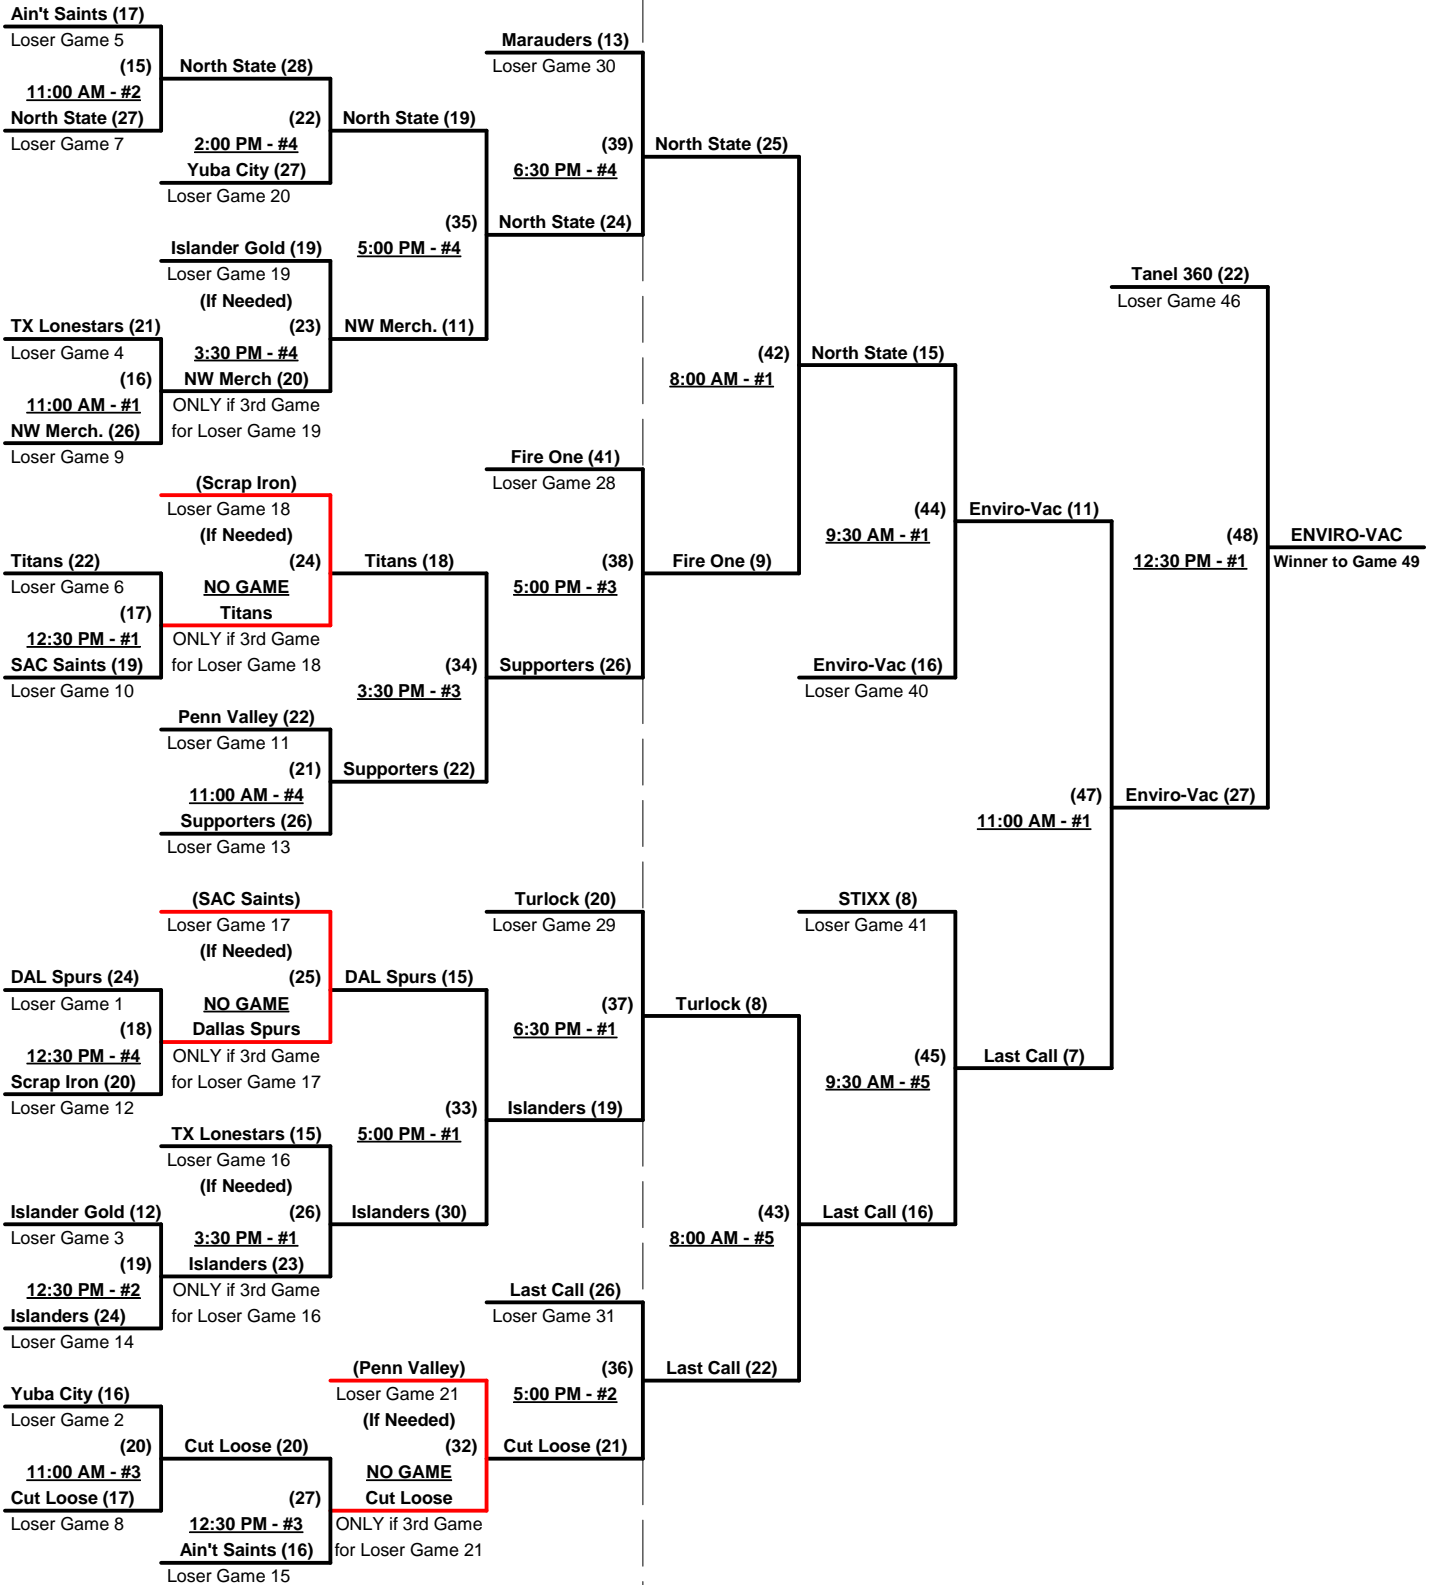 Ain't Saints (17)
Loser Game 5
(15)
11:00 AM - #2
North State (27)
Loser Game 7
North State (28)
(22)
2:00 PM - #4
Yuba City (27)
Loser Game 20
North State (19)
Islander Gold (19)
Loser Game 19
(If Needed)
(23)
3:30 PM - #4
NW Merch (20)
ONLY if 3rd Game
for Loser Game 19
TX Lonestars (21)
Loser Game 4
(16)
11:00 AM - #1
NW Merch. (26)
Loser Game 9
NW Merch. (11)
(35)
5:00 PM - #4
Marauders (13)
Loser Game 30
(39)
6:30 PM - #4
North State (24)
North State (25)
(Scrap Iron)
Loser Game 18
(If Needed)
(24)
NO GAME
Titans
ONLY if 3rd Game
for Loser Game 18
Titans (22)
Loser Game 6
(17)
12:30 PM - #1
SAC Saints (19)
Loser Game 10
Titans (18)
(34)
3:30 PM - #3
Penn Valley (22)
Loser Game 11
(21)
11:00 AM - #4
Supporters (26)
Loser Game 13
Supporters (22)
Fire One (41)
Loser Game 28
(38)
5:00 PM - #3
Supporters (26)
Fire One (9)
(42)
8:00 AM - #1
North State (15)
(44)
9:30 AM - #1
Enviro-Vac (16)
Loser Game 40
Enviro-Vac (11)
(SAC Saints)
Loser Game 17
(If Needed)
(25)
NO GAME
Dallas Spurs
ONLY if 3rd Game
for Loser Game 17
DAL Spurs (24)
Loser Game 1
(18)
12:30 PM - #4
Scrap Iron (20)
Loser Game 12
DAL Spurs (15)
(33)
5:00 PM - #1
TX Lonestars (15)
Loser Game 16
(If Needed)
(26)
3:30 PM - #1
Islanders (23)
ONLY if 3rd Game
for Loser Game 16
Islander Gold (12)
Loser Game 3
(19)
12:30 PM - #2
Islanders (24)
Loser Game 14
Islanders (30)
Turlock (20)
Loser Game 29
(37)
6:30 PM - #1
Islanders (19)
Turlock (8)
(43)
8:00 AM - #5
Yuba City (16)
Loser Game 2
(20)
11:00 AM - #3
Cut Loose (17)
Loser Game 8
Cut Loose (20)
(27)
12:30 PM - #3
Ain't Saints (16)
Loser Game 15
(Penn Valley)
Loser Game 21
(If Needed)
(32)
NO GAME
Cut Loose
ONLY if 3rd Game
for Loser Game 21
Last Call (26)
Loser Game 31
(36)
5:00 PM - #2
Cut Loose (21)
Last Call (22)
STIXX (8)
Loser Game 41
(45)
9:30 AM - #5
Last Call (16)
Last Call (7)
(47)
11:00 AM - #1
Tanel 360 (22)
Loser Game 46
(48)
12:30 PM - #1
Enviro-Vac (27)
ENVIRO-VAC
Winner to Game 49